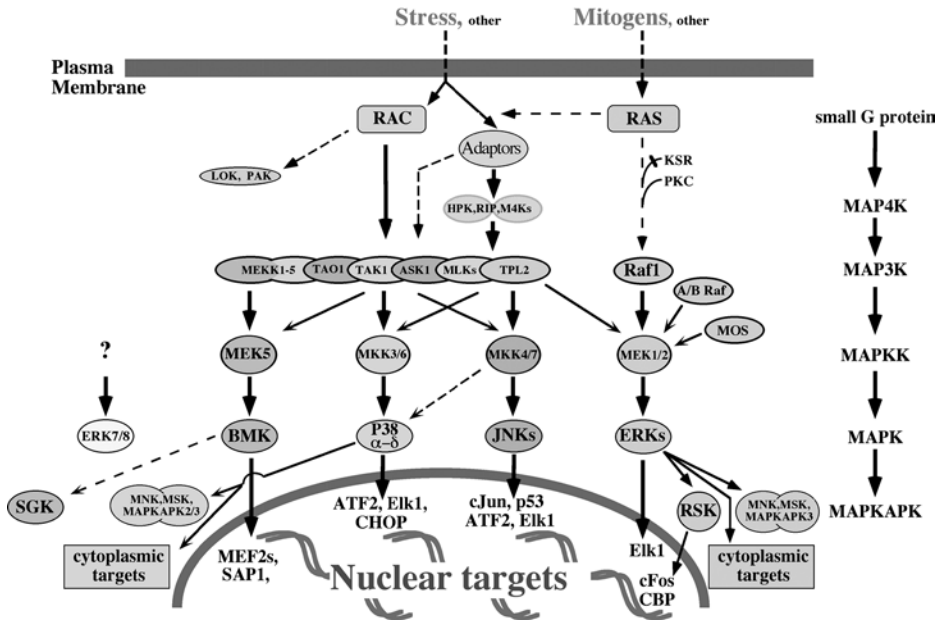 Stress, other
Mitogens, other
Plasma
Membrane
RAC
RAS
small G protein
Adaptors
KSR
LOK, PAK
PKC
HPK,RIP,M4Ks
MAP4K
MEKK1-5
TAO1
TAK1
ASK1
MLKs
TPL2
Raf1
MAP3K
A/B Raf
MOS
?
MEK5
MKK3/6
MKK4/7
MEK1/2
MAPKK
ERK7/8
BMK
P38
α-δ
JNKs
ERKs
MAPK
SGK
MNK,MSK,
MAPKAPK2/3
ATF2, Elk1,
CHOP
cJun, p53
ATF2, Elk1
RSK
MNK,MSK,
MAPKAPK3
MAPKAPK
cytoplasmic
targets
MEF2s,
SAP1,
Nuclear targets
Elk1
cFos
CBP
cytoplasmic
targets